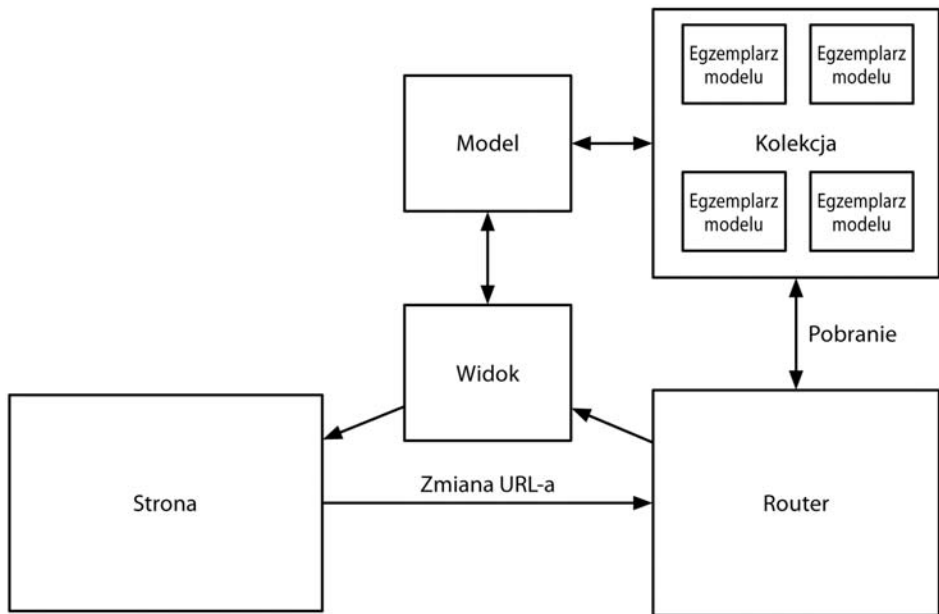 Egzemplarz
modelu
Egzemplarz
modelu
Model
Kolekcja
Egzemplarz
modelu
Egzemplarz
modelu
Pobranie
Widok
Strona
Zmiana URL-a
Router